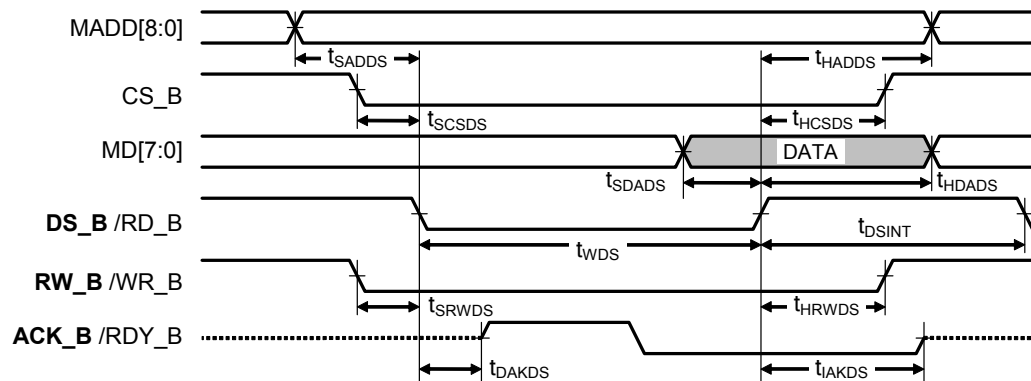 MADD[8:0]
tSADDS
tHADDS
CS_B
tSCSDS
tHCSDS
MD[7:0]
DATA
tSDADS
tHDADS
DS_B /RD_B
tWDS
tDSINT
RW_B /WR_B
tSRWDS
tHRWDS
ACK_B /RDY_B
tDAKDS
tIAKDS